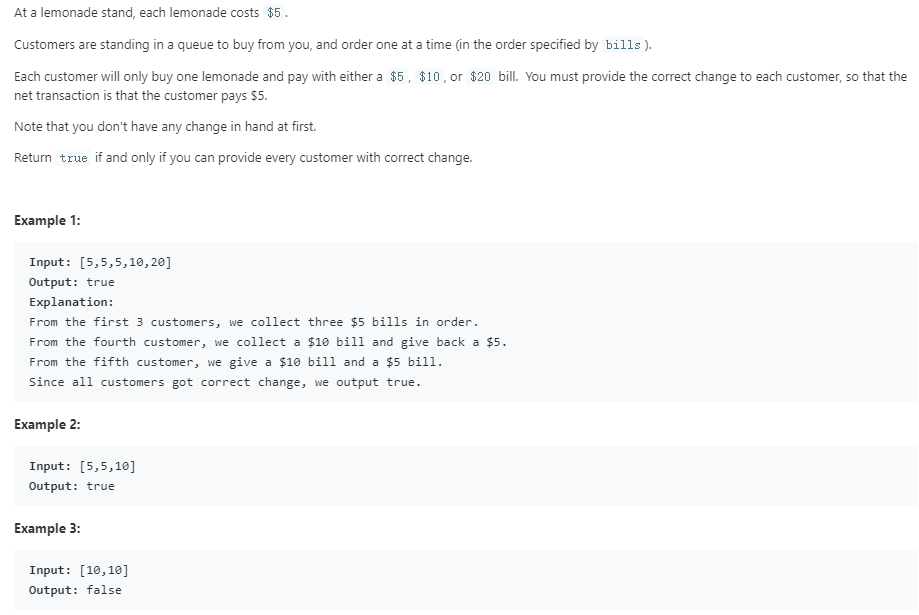 At a lemonade stand, each lemonade costs $5.
Customers are standing in a queue to buy from you, and order one at a time (in the order specified by bills).
Each customer will only buy one lemonade and pay with either a $5, $10, or $20 bill. You must provide the correct change to each customer, so that the
net transaction is that the customer pays $5.
Note that you don't have any change in hand at first.
Return true if and only if you can provide every customer with correct change.
Example 1:
Input: [5,5,5,10,20]
Output: true
Explanation:
From the first 3 customers, we collect three $5 bills in order.
From the fourth customer, we collect a $10 bill and give back a $5.
From the fifth customer, we give a $10 bill and a $5 bill.
Since all customers got correct change, we output true.
Example 2:
Input: [5,5,10]
Output: true
Example 3:
Input: [10,10]
Output: false